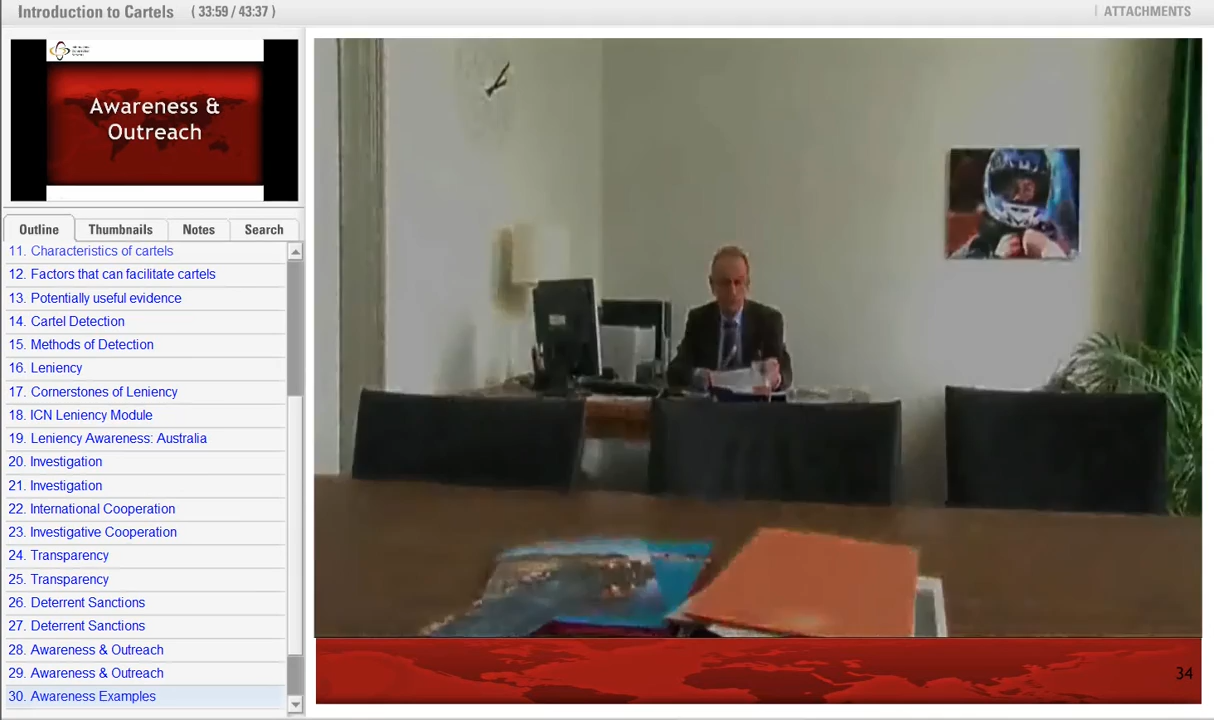 Introduction to Cartels ( 33:59 / 43:37 )
ATTACHMENTS
Awareness &
Outreach
Outline Thumbnails Notes Search
11. Characteristics of cartels
12. Factors that can facilitate cartels
13. Potentially useful evidence
14. Cartel Detection
15. Methods of Detection
16. Leniency
17. Cornerstones of Leniency
18. ICN Leniency Module
19. Leniency Awareness: Australia
20. Investigation
21. Investigation
22. International Cooperation
23. Investigative Cooperation
24. Transparency
25. Transparency
26. Deterrent Sanctions
27. Deterrent Sanctions
28. Awareness & Outreach
29. Awareness & Outreach
30. Awareness Examples
34